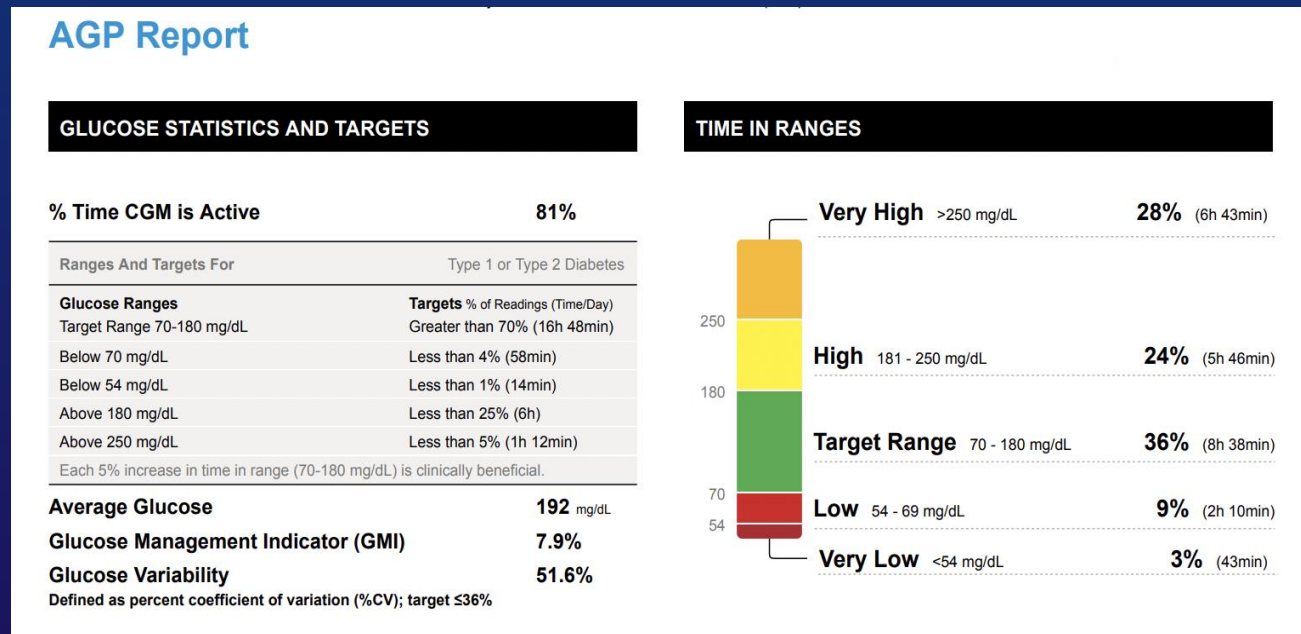 AGP Report
GLUCOSE STATISTICS AND TARGETS
% Time CGM is Active 81%
Ranges And Targets For Type 1 or Type 2 Diabetes
Glucose Ranges Targets % of Readings (Time/Day)
Target Range 70-180 mg/dL Greater than 70% (16h 48min)
Below 70 mg/dL Less than 4% (58min)
Below 54 mg/dL Less than 1% (14min)
Above 180 mg/dL Less than 25% (6h)
Above 250 mg/dL Less than 5% (1h 12min)
Each 5% increase in time in range (70-180 mg/dL) is clinically beneficial.
Average Glucose 192 mg/dL
Glucose Management Indicator (GMI) 7.9%
Glucose Variability 51.6%
Defined as percent coefficient of variation (%CV); target ≤36%
TIME IN RANGES
Very High >250 mg/dL 28% (6h 43min)
250
High 181 - 250 mg/dL 24% (5h 46min)
180
Target Range 70 - 180 mg/dL 36% (8h 38min)
70
Low 54 - 69 mg/dL 9% (2h 10min)
54
Very Low <54 mg/dL 3% (43min)